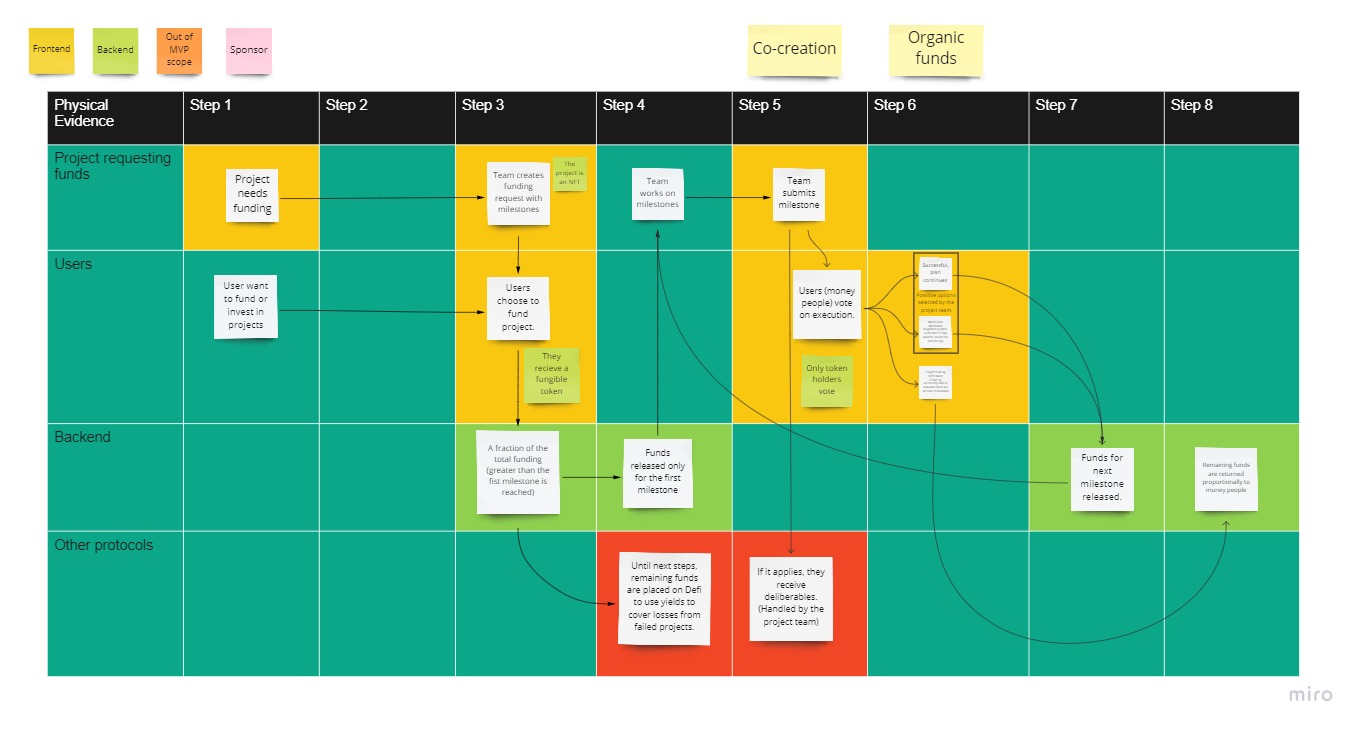 Frontend
Backend
Out of
MVP
scope
Sponsor
Co-creation
Organic
funds
Physical
Evidence
Step 1
Step 2
Step 3
Step 4
Step 5
Step 6
Step 7
Step 8
Project requesting
funds
Project
needs
funding
Team creates
funding
request with
milestones
The
project is
an NFT
Team
works on
milestones
Team
submits
milestone
Users
User want
to fund or
invest in
projects
Users
choose to
fund
project.
They
recieve a
fungible
token
Users (money
people) vote
on execution.
Only token
holders
vote
Successful,
plan
continues
Possible options
selected by the
project team
Backend
A fraction of the
total funding
(greater than the
fist milestone is
reached)
Funds
released only
for the first
milestone
Funds for
next
milestone
released.
Remaining funds
are returned
proportionally to
muney people
Other protocols
Until next steps,
remaining funds
are placed on Defi
to use yields to
cover losses from
failed projects.
If it applies, they
receive
deliverables.
(Handled by the
project team)
miro